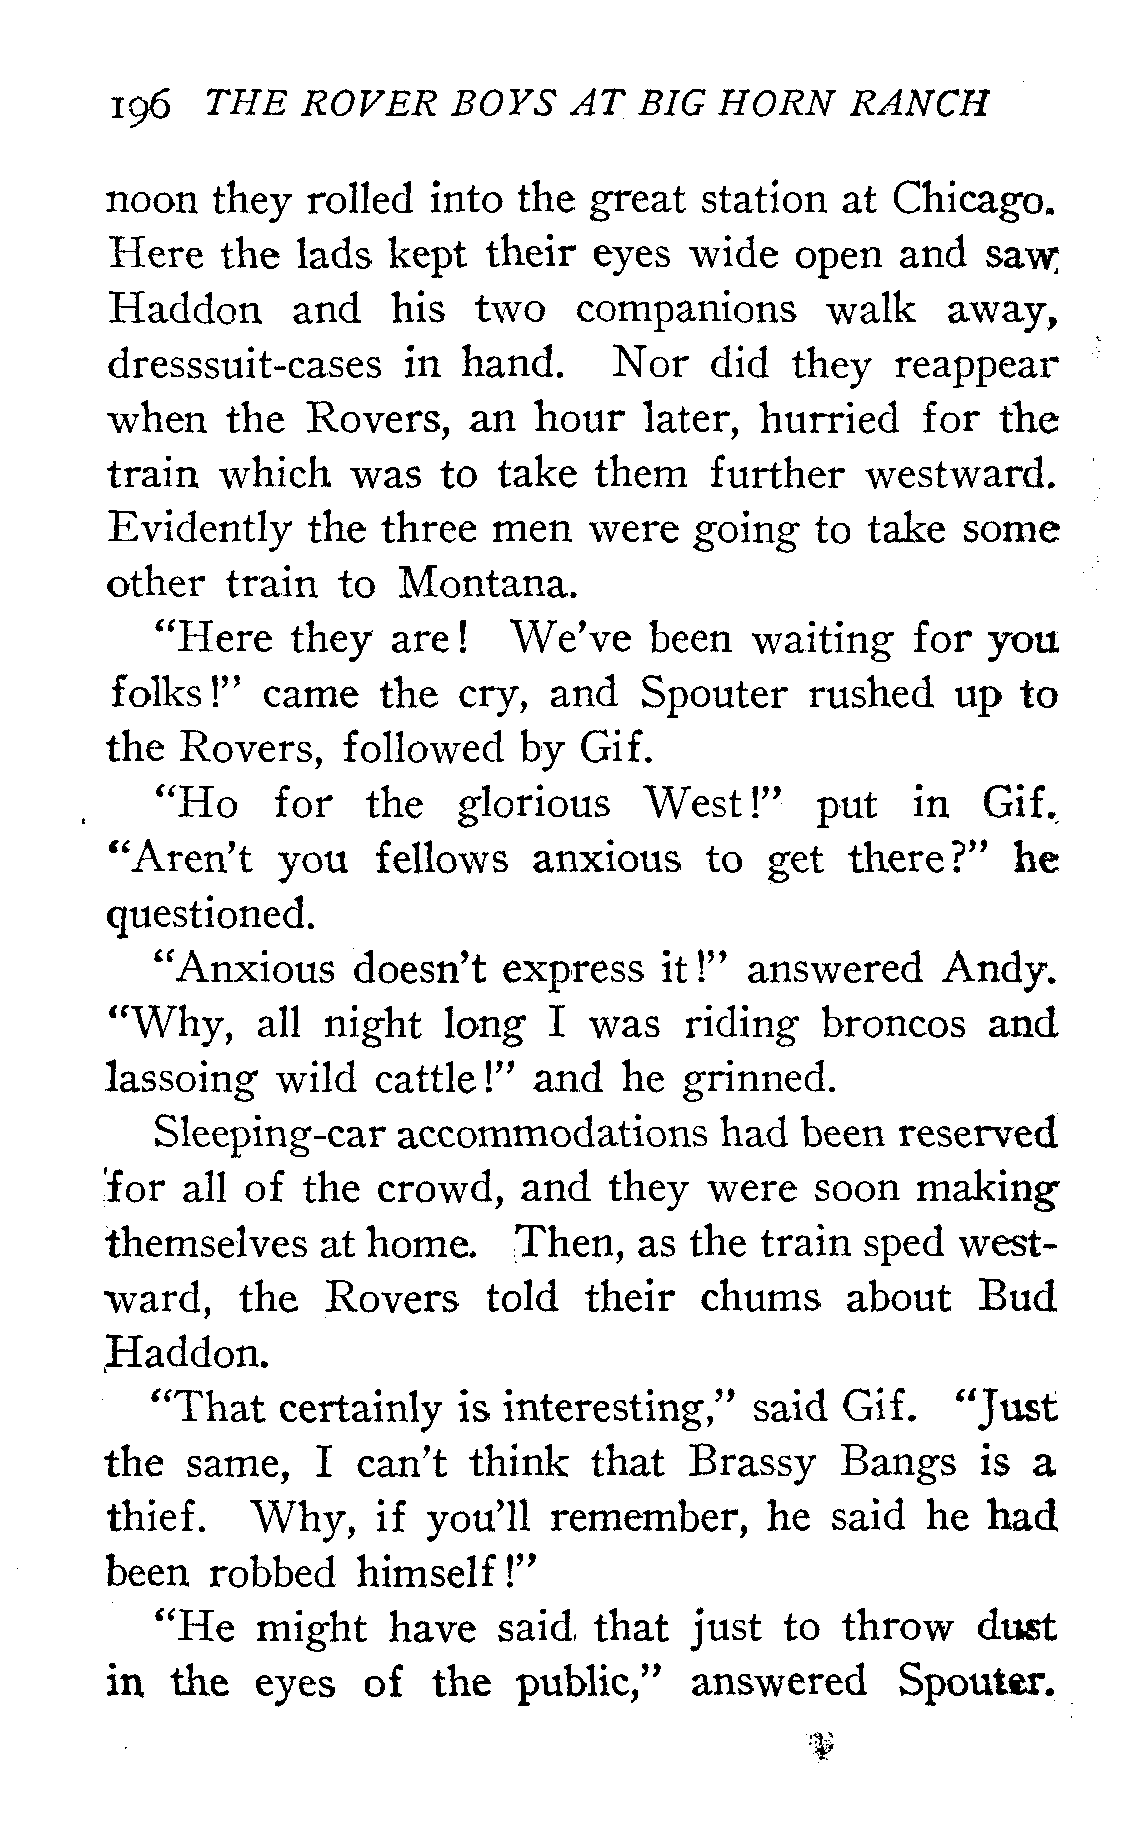 196 THE ROVER BOYS AT BIG HORN RANCH
noon they rolled into the great station at Chicago.
Here the lads kept their eyes wide open and saw
Haddon and his two companions walk away,
dresssuit-cases in hand. Nor did they reappear
when the Rovers, an hour later, hurried for the
train which was to take them further westward.
Evidently the three men were going to take some
other train to Montana.
"Here they are! We've been waiting for you
folks!" came the cry, and Spouter rushed up to
the Rovers, followed by Gif.
"Ho for the glorious West!" put in Gif.
"Aren't you fellows anxious to get there?" he
questioned.
"Anxious doesn't express it!" answered Andy.
"Why, all night long I was riding broncos and
lassoing wild cattle!" and he grinned.
Sleeping-car accommodations had been reserved
for all of the crowd, and they were soon making
themselves at home. Then, as the train sped west-
ward, the Rovers told their chums about Bud
Haddon.
"That certainly is interesting," said Gif. "Just
the same, I can't think that Brassy Bangs is a
thief. Why, if you'll remember, he said he had
been robbed himself!"
"He might have said that just to throw dust
in the eyes of the public," answered Spouter.